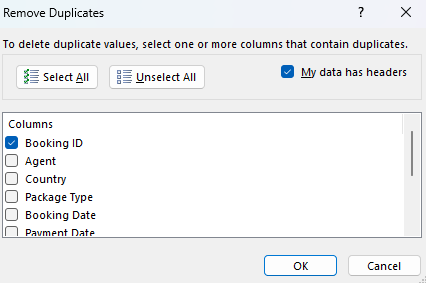 Remove Duplicates
?
To delete duplicate values, select one or more columns that contain duplicates.
Select All
Unselect All
My data has headers
Columns
Booking ID
Agent
Country
Package Type
Booking Date
Payment Date
OK
Cancel